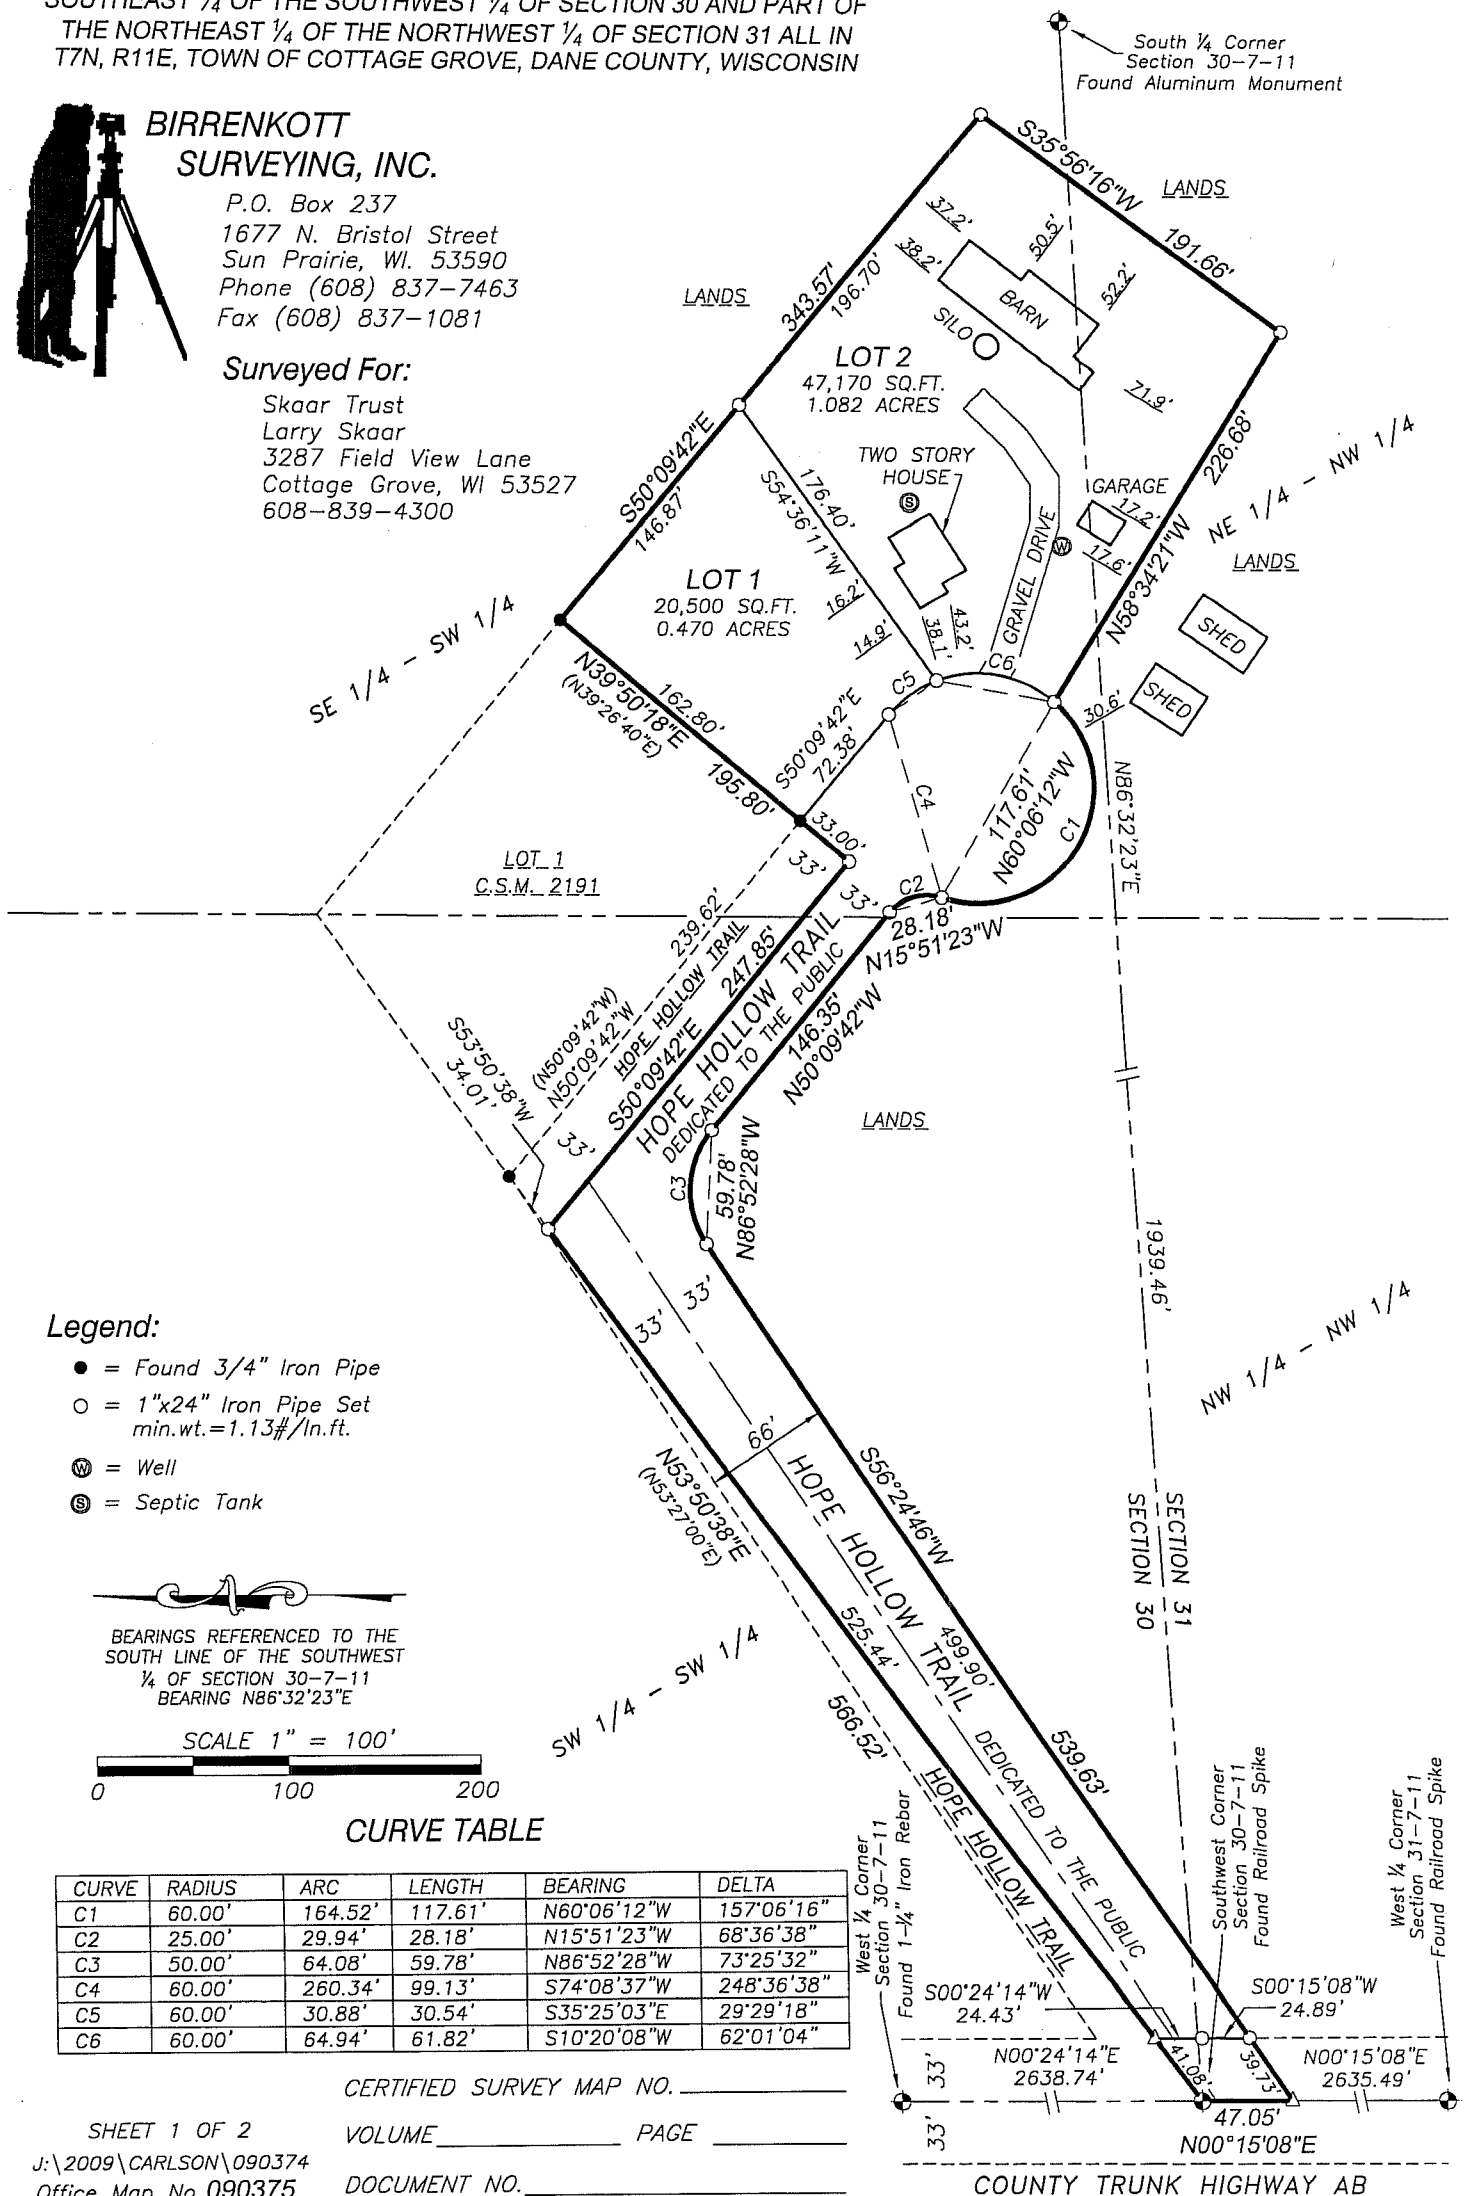 SOUTHEAST ¼ OF THE SOUTHWEST ¼ OF SECTION 30 AND PART OF
THE NORTHEAST ¼ OF THE NORTHWEST ¼ OF SECTION 31 ALL IN
T7N, R11E, TOWN OF COTTAGE GROVE, DANE COUNTY, WISCONSIN
South ¼ Corner
Section 30-7-11
Found Aluminum Monument
BIRRENKOTT
SURVEYING, INC.
P.O. Box 237
1677 N. Bristol Street
Sun Prairie, WI. 53590
Phone (608) 837-7463
Fax (608) 837-1081
Surveyed For:
Skaar Trust
Larry Skaar
3287 Field View Lane
Cottage Grove, WI 53527
608-839-4300
S35°56'16"W
191.66'
LANDS
37.2'
38.2'
50.5'
52.2'
BARN
SILO
343.57'
196.70'
LANDS
LOT 2
47,170 SQ.FT.
1.082 ACRES
71.9'
226.68'
N58°34'21"W
NE 1/4 - NW 1/4
TWO STORY
HOUSE
S
GARAGE
17.2'
17.6'
W
GRAVEL DRIVE
LANDS
SHED
SHED
30.6'
S50°09'42"E
146.87'
176.40'
S54°36'11"W
16.2'
14.9'
38.1'
43.2'
LOT 1
20,500 SQ.FT.
0.470 ACRES
SE 1/4 - SW 1/4
N39°50'18"E
(N39°26'40"E)
162.80'
195.80'
S50°09'42"E
72.38'
C5
C6
C4
117.61'
N60°06'12"W
C1
N86°32'23"E
33.00'
33'
33'
C2
28.18'
N15°51'23"W
LOT 1
C.S.M. 2191
239.62'
HOPE HOLLOW TRAIL
(N50°09'42"W)
N50°09'42"W
247.85'
S50°09'42"E
HOPE HOLLOW TRAIL
DEDICATED TO THE PUBLIC
146.35'
N50°09'42"W
S53°50'38"W
34.01'
33'
C3
59.78'
N86°52'28"W
LANDS
1939.46'
33'
33'
NW 1/4 - NW 1/4
Legend:
= Found 3/4" Iron Pipe
= 1"x24" Iron Pipe Set
min.wt.=1.13#/ln.ft.
W = Well
S = Septic Tank
66'
N53°50'38"E
(N53°27'00"E)
S56°24'46"W
HOPE HOLLOW TRAIL
DEDICATED TO THE PUBLIC
SECTION 31
SECTION 30
525.44'
499.90'
566.52'
539.63'
HOPE HOLLOW TRAIL
SW 1/4 - SW 1/4
BEARINGS REFERENCED TO THE
SOUTH LINE OF THE SOUTHWEST
¼ OF SECTION 30-7-11
BEARING N86°32'23"E
SCALE 1" = 100'
0 100 200
CURVE TABLE
CURVE RADIUS ARC LENGTH BEARING DELTA
C1 60.00' 164.52' 117.61' N60°06'12"W 157°06'16"
C2 25.00' 29.94' 28.18' N15°51'23"W 68°36'38"
C3 50.00' 64.08' 59.78' N86°52'28"W 73°25'32"
C4 60.00' 260.34' 99.13' S74°08'37"W 248°36'38"
C5 60.00' 30.88' 30.54' S35°25'03"E 29°29'18"
C6 60.00' 64.94' 61.82' S10°20'08"W 62°01'04"
West ¼ Corner
Section 30-7-11
Found 1-¼" Iron Rebar
Southwest Corner
Section 30-7-11
Found Railroad Spike
West ¼ Corner
Section 31-7-11
Found Railroad Spike
S00°24'14"W
24.43'
S00°15'08"W
24.89'
N00°24'14"E
2638.74'
41.08'
39.73'
N00°15'08"E
2635.49'
33'
33'
47.05'
N00°15'08"E
COUNTY TRUNK HIGHWAY AB
CERTIFIED SURVEY MAP NO.
VOLUME PAGE
DOCUMENT NO.
SHEET 1 OF 2
J:\2009\CARLSON\090374
Office Map No. 090375